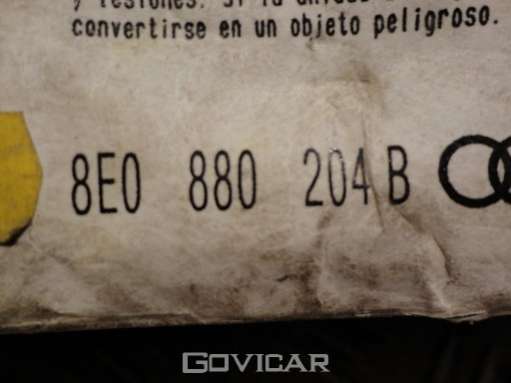 convertirse en un objeto peligroso.
8E0 880 204 B
GOVICAR